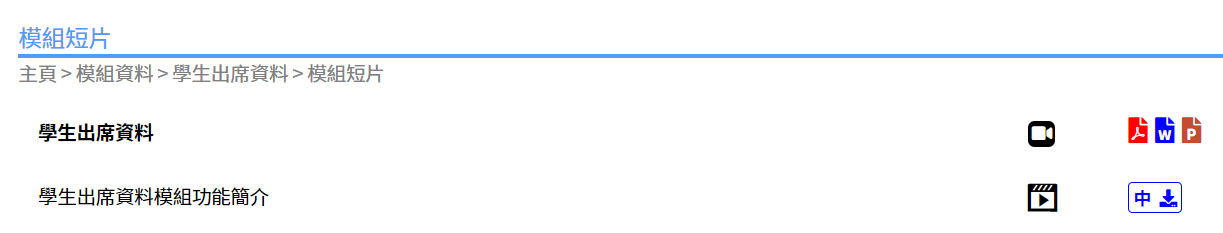 模組短片
主頁 > 模組資料 > 學生出席資料 > 模組短片
學生出席資料
W P
學生出席資料模組功能簡介
中